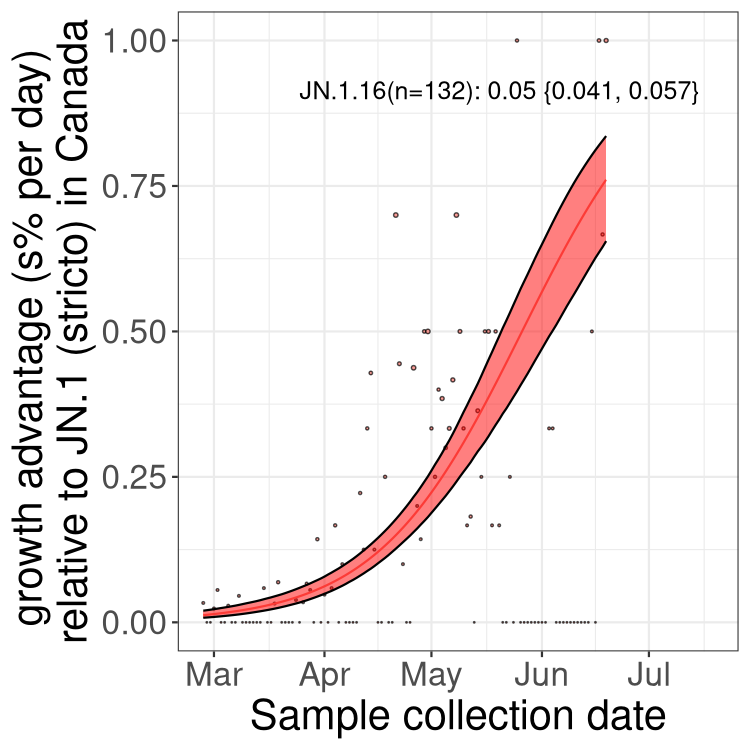 growth advantage (s% per day)
relative to JN.1 (stricto) in Canada
1.00
0.75
0.50
0.25
0.00
JN.1.16(n=132): 0.05 {0.041, 0.057}
Mar Apr May Jun Jul
Sample collection date